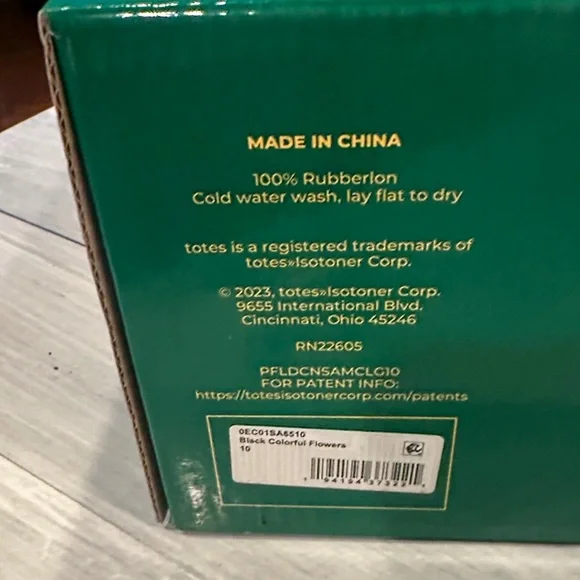 MADE IN CHINA
100% Rubberlon
Cold water wash, lay flat to dry
totes is a registered trademarks of
totes»Isotoner Corp.
© 2023, totes»Isotoner Corp.
9655 International Blvd.
Cincinnati, Ohio 45246
RN22605
PFLDCNSAMCLG10
FOR PATENT INFO:
https://totesisotonercorp.com/patents
0EC01SA6510
Black Colorful Flowers
10